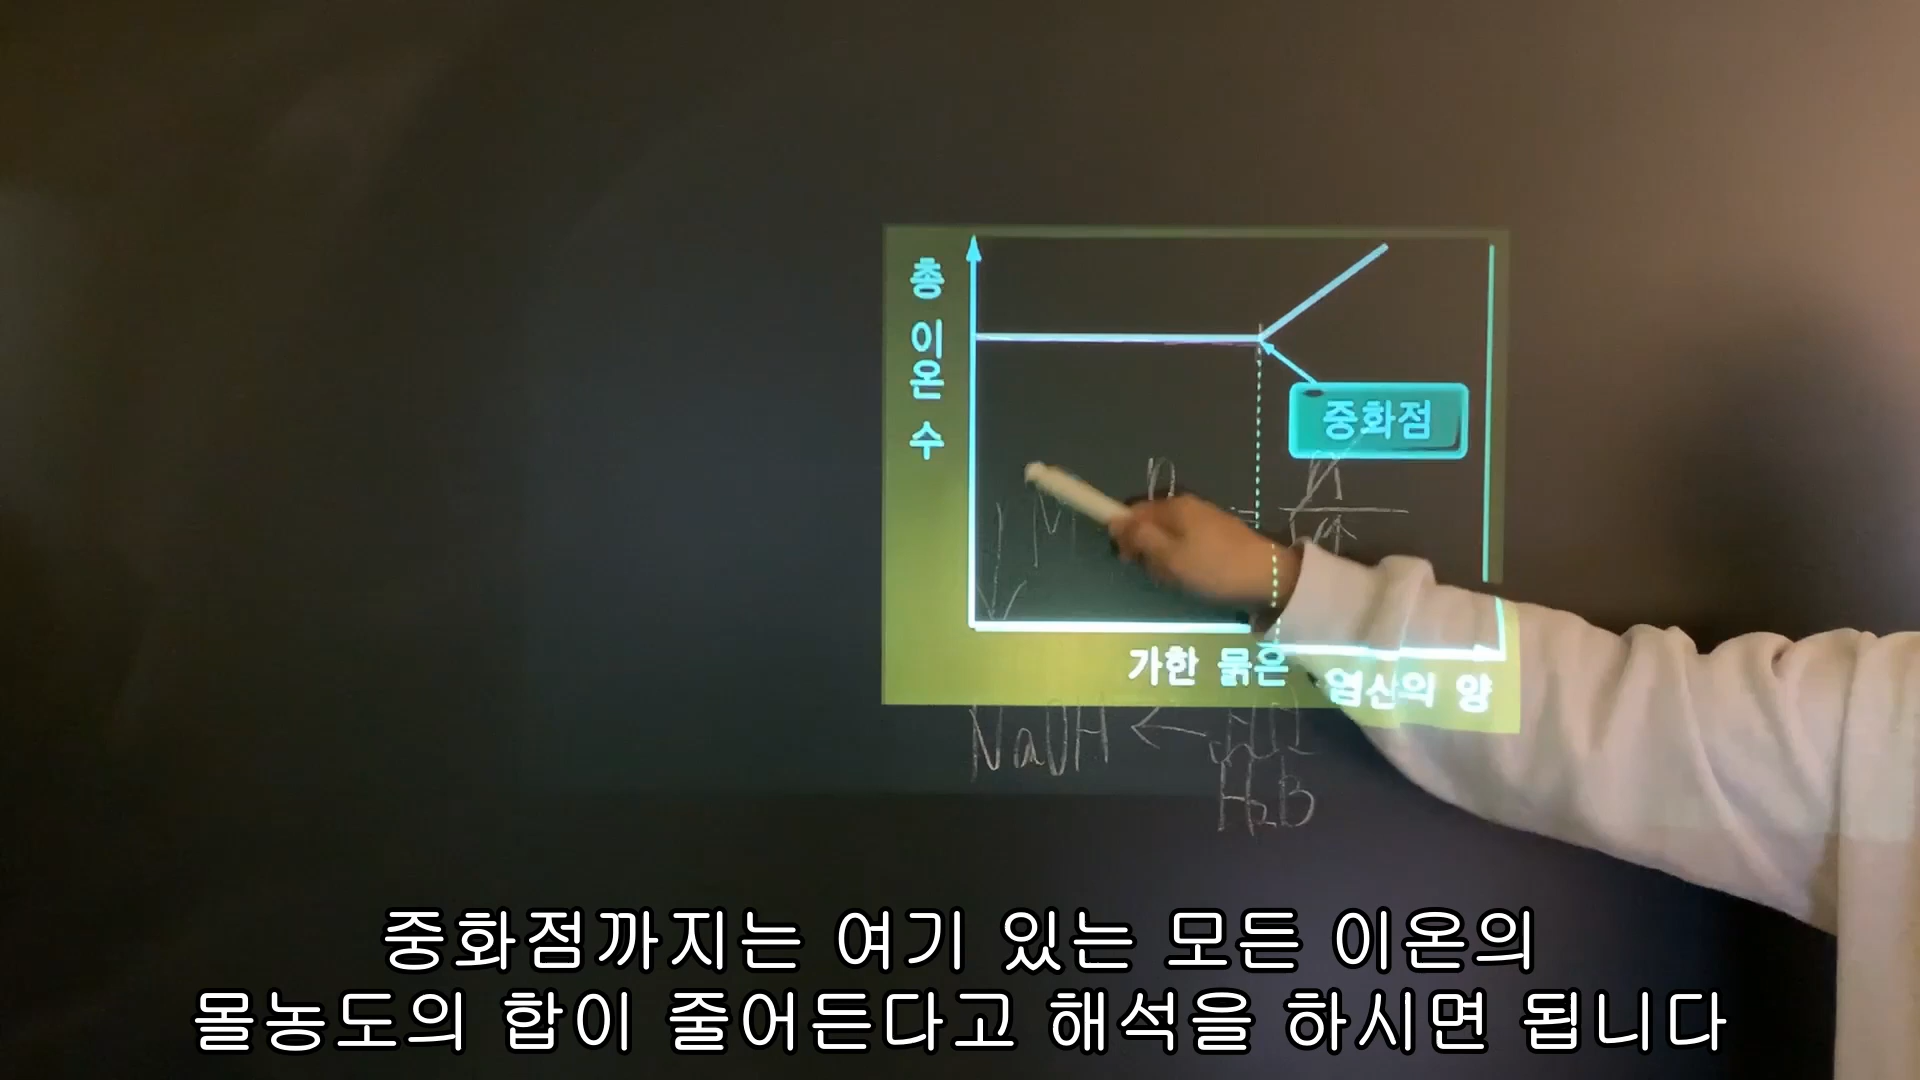 총 이온 수
중화점
M
n
n
가한 묽은 염산의 양
NaOH ←
H2B
중화점까지는 여기 있는 모든 이온의
몰농도의 합이 줄어든다고 해석을 하시면 됩니다